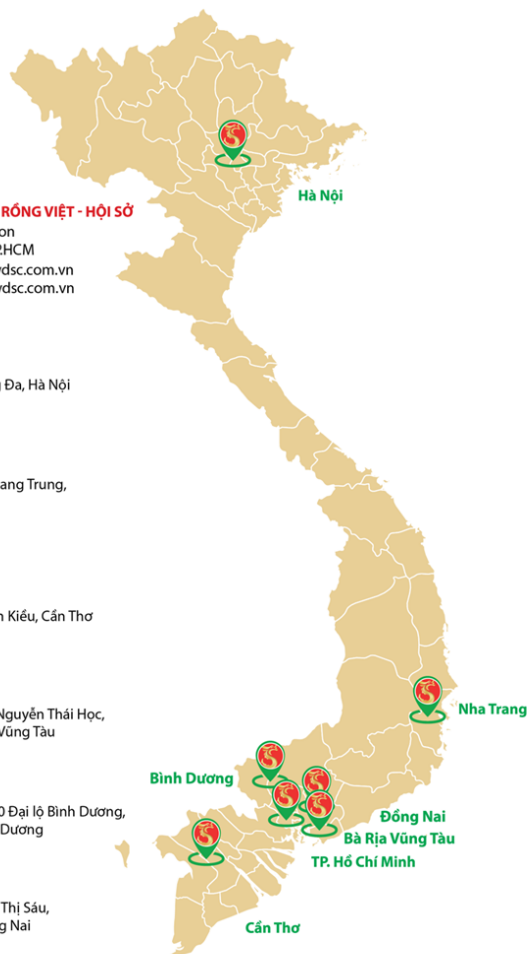 RỒNG VIỆT - HỘI SỞ
on
P.HCM
vdsc.com.vn
vdsc.com.vn
Đa, Hà Nội
ang Trung,
Kiều, Cần Thơ
Nguyễn Thái Học,
Vũng Tàu
0 Đại lộ Bình Dương,
Dương
Thị Sáu,
g Nai
Hà Nội
Nha Trang
Bình Dương
Đồng Nai
Bà Rịa Vũng Tàu
TP. Hồ Chí Minh
Cần Thơ